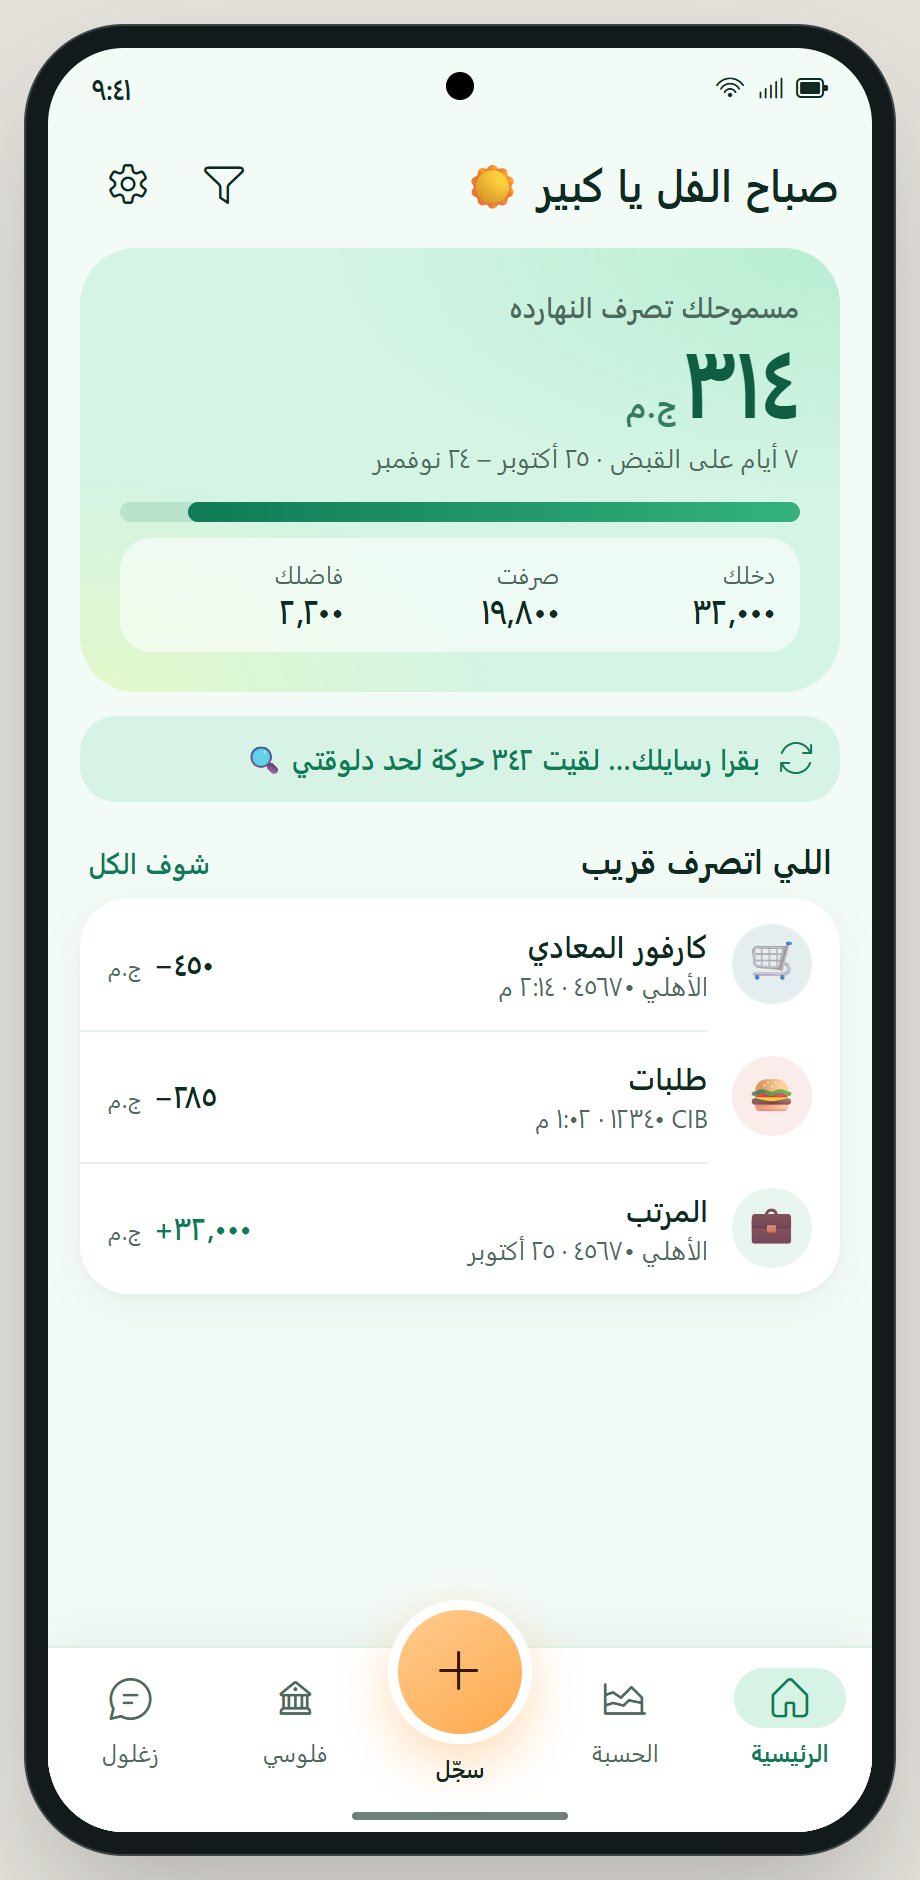 ٩:٤١
صباح الفل يا كبير
مسموحلك تصرف النهارده
٣١٤ ج.م
٧ أيام على القبض · ٢٥ أكتوبر – ٢٤ نوفمبر
دخلك صرفت فاضلك
٣٢,٠٠٠ ١٩,٨٠٠ ٢,٢٠٠
بقرا رسايلك... لقيت ٣٤٢ حركة لحد دلوقتي
اللي اتصرف قريب شوف الكل
كارفور المعادي
−٤٥٠ ج.م
الأهلي •٤٥٦٧ · ٢:١٤ م
طلبات
−٢٨٥ ج.م
CIB •١٢٣٤ · ١:٠٢ م
المرتب
+٣٢,٠٠٠ ج.م
الأهلي •٤٥٦٧ · ٢٥ أكتوبر
الرئيسية الحسبة سجّل فلوسي زغلول